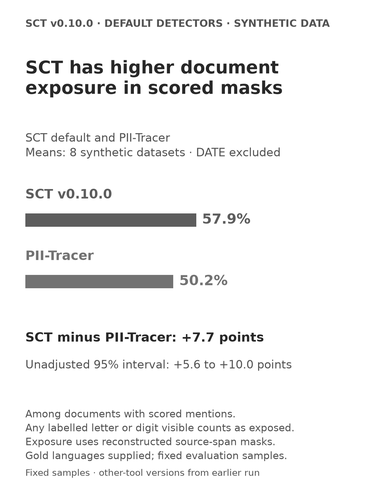 SCT v0.10.0 · DEFAULT DETECTORS · SYNTHETIC DATA
SCT has higher document
exposure in scored masks
SCT default and PII-Tracer
Means: 8 synthetic datasets · DATE excluded
SCT v0.10.0
57.9%
PII-Tracer
50.2%
SCT minus PII-Tracer: +7.7 points
Unadjusted 95% interval: +5.6 to +10.0 points
Among documents with scored mentions.
Any labelled letter or digit visible counts as exposed.
Exposure uses reconstructed source-span masks.
Gold languages supplied; fixed evaluation samples.
Fixed samples · other-tool versions from earlier run